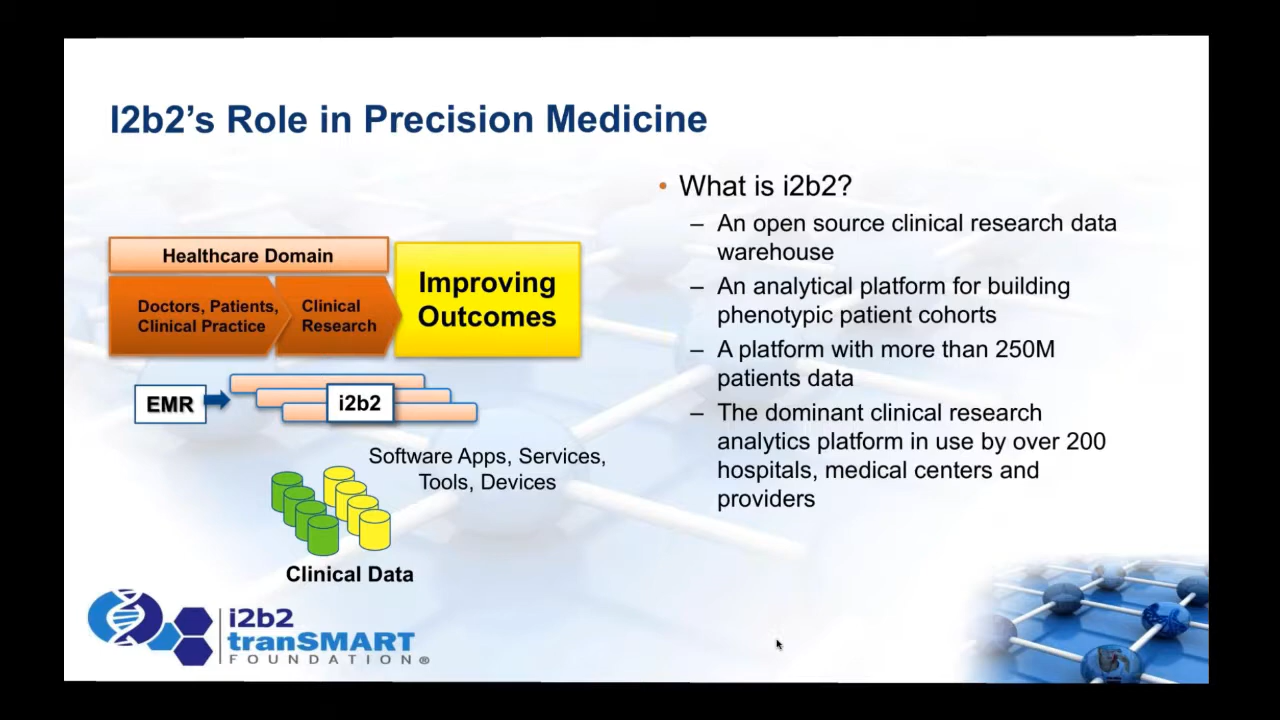 I2b2's Role in Precision Medicine
Healthcare Domain
Doctors, Patients,
Clinical Practice
Clinical
Research
Improving
Outcomes
EMR
i2b2
Software Apps, Services,
Tools, Devices
Clinical Data
• What is i2b2?
– An open source clinical research data
warehouse
– An analytical platform for building
phenotypic patient cohorts
– A platform with more than 250M
patients data
– The dominant clinical research
analytics platform in use by over 200
hospitals, medical centers and
providers
i2b2
tranSMART
FOUNDATION®